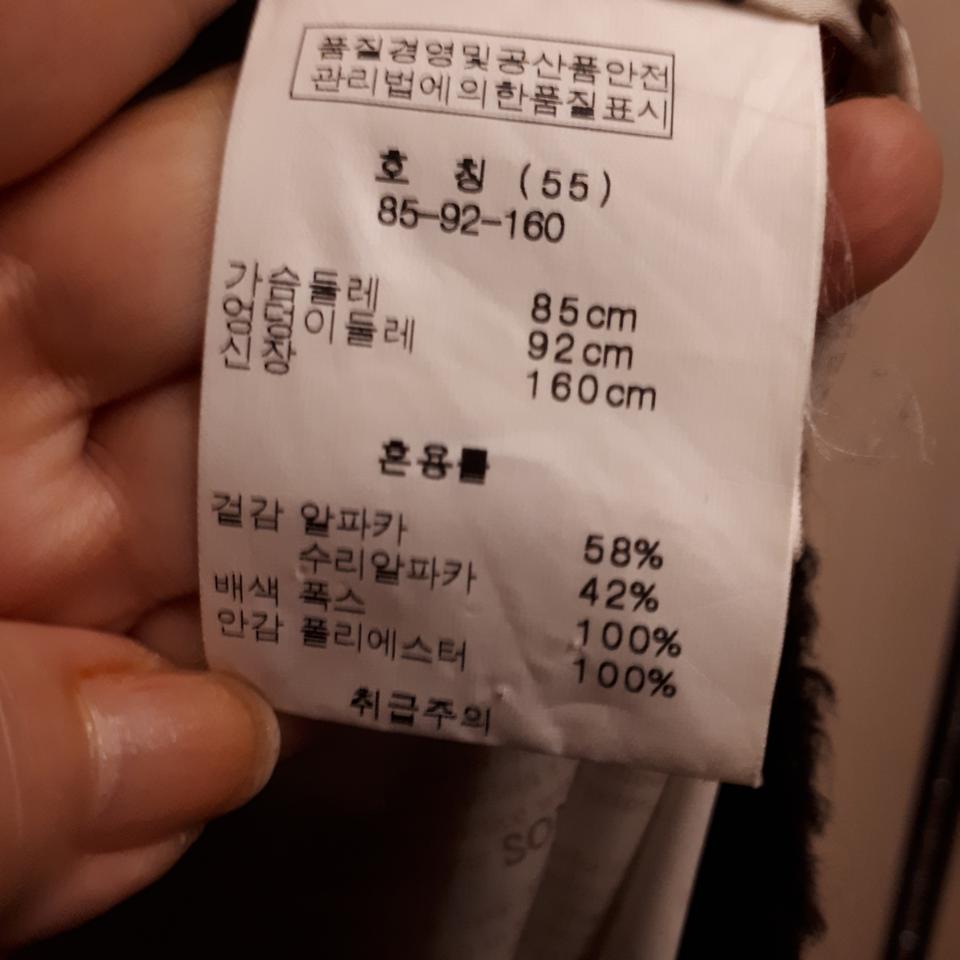 품질경영및공산품안전
관리법에의한품질표시
호 칭 (55)
85-92-160
가슴둘레 85cm
엉덩이둘레 92cm
신장 160cm
혼용률
겉감 알파카 58%
수리알파카 42%
배색 폭스 100%
안감 폴리에스터 100%
취급주의
SO